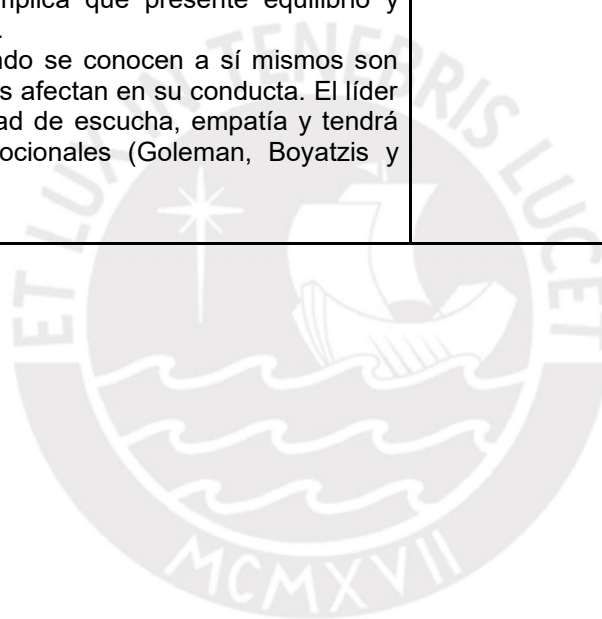 mplica que presente equilibrio y
.
ndo se conocen a sí mismos son
s afectan en su conducta. El líder
ad de escucha, empatía y tendrá
ocionales (Goleman, Boyatzis y
ET LUX IN TENEBRIS LUCET
MCMXVII